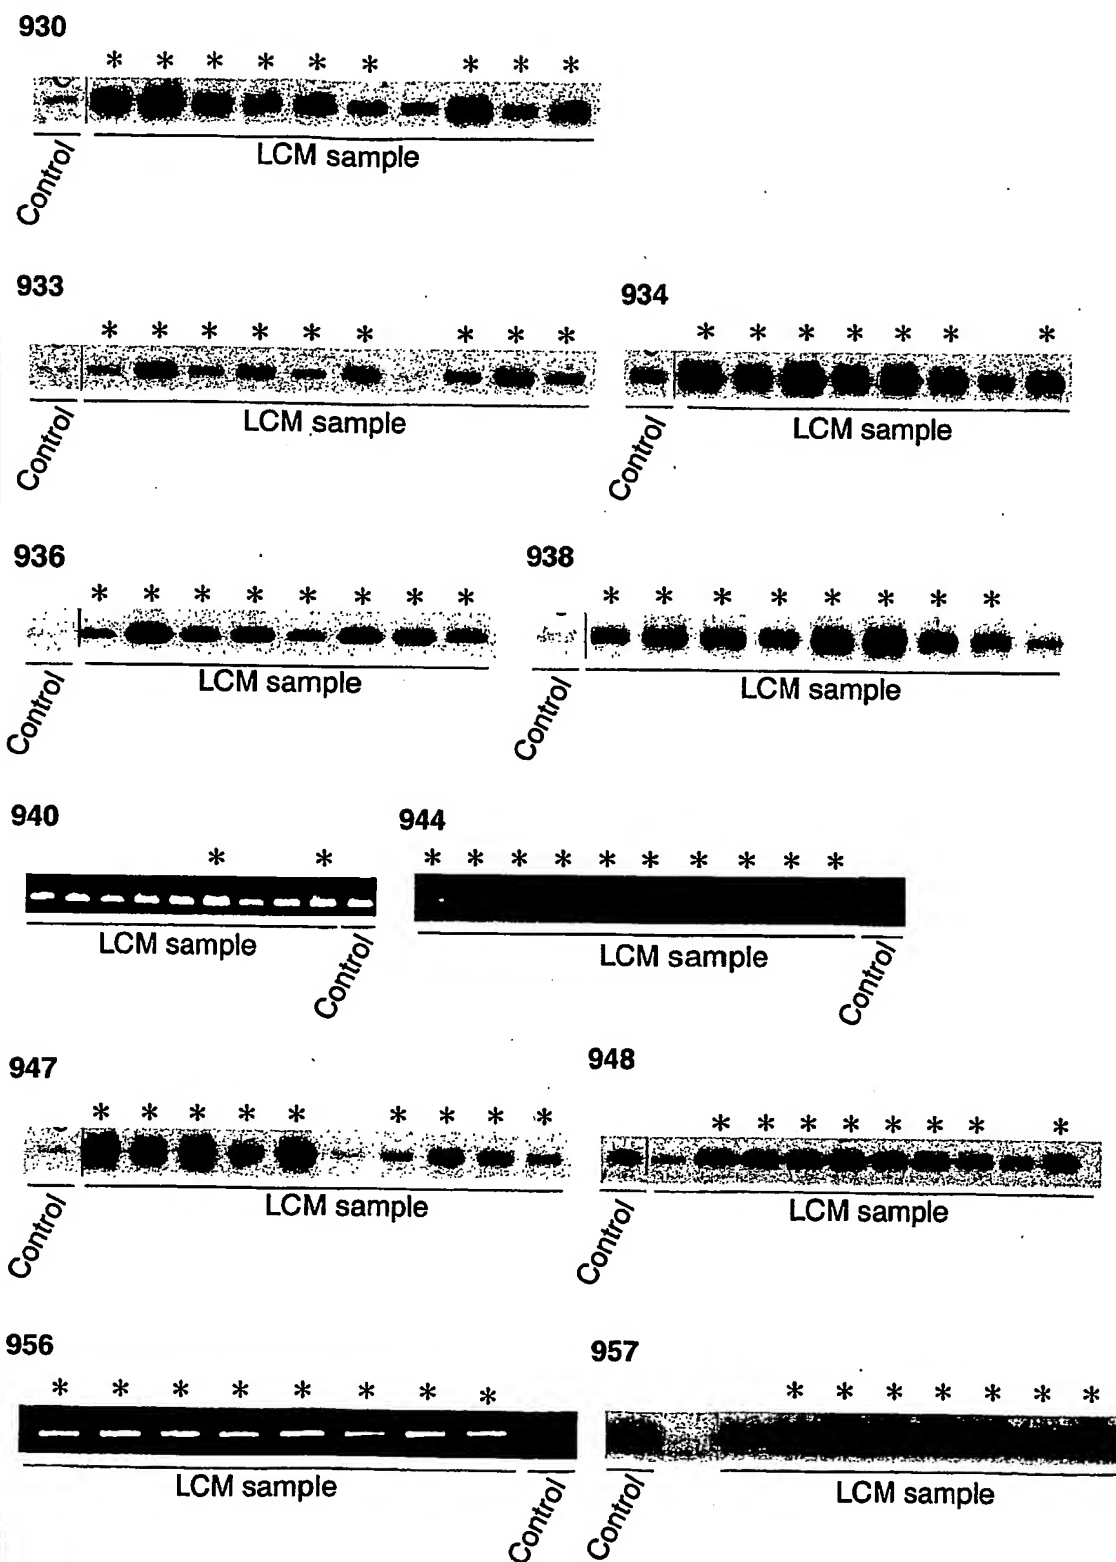 930
* * * * * * * * *
LCM sample
Control
933 934
* * * * * * * * * * * * * * * *
LCM sample LCM sample
Control Control
936 938
* * * * * * * * * * * * * * * *
LCM sample LCM sample
Control Control
940 944
* * * * * * * * * * * *
LCM sample LCM sample
Control Control
947 948
* * * * * * * * * * * * * * * * *
LCM sample LCM sample
Control Control
956 957
* * * * * * * * * * * * * * *
LCM sample LCM sample
Control Control